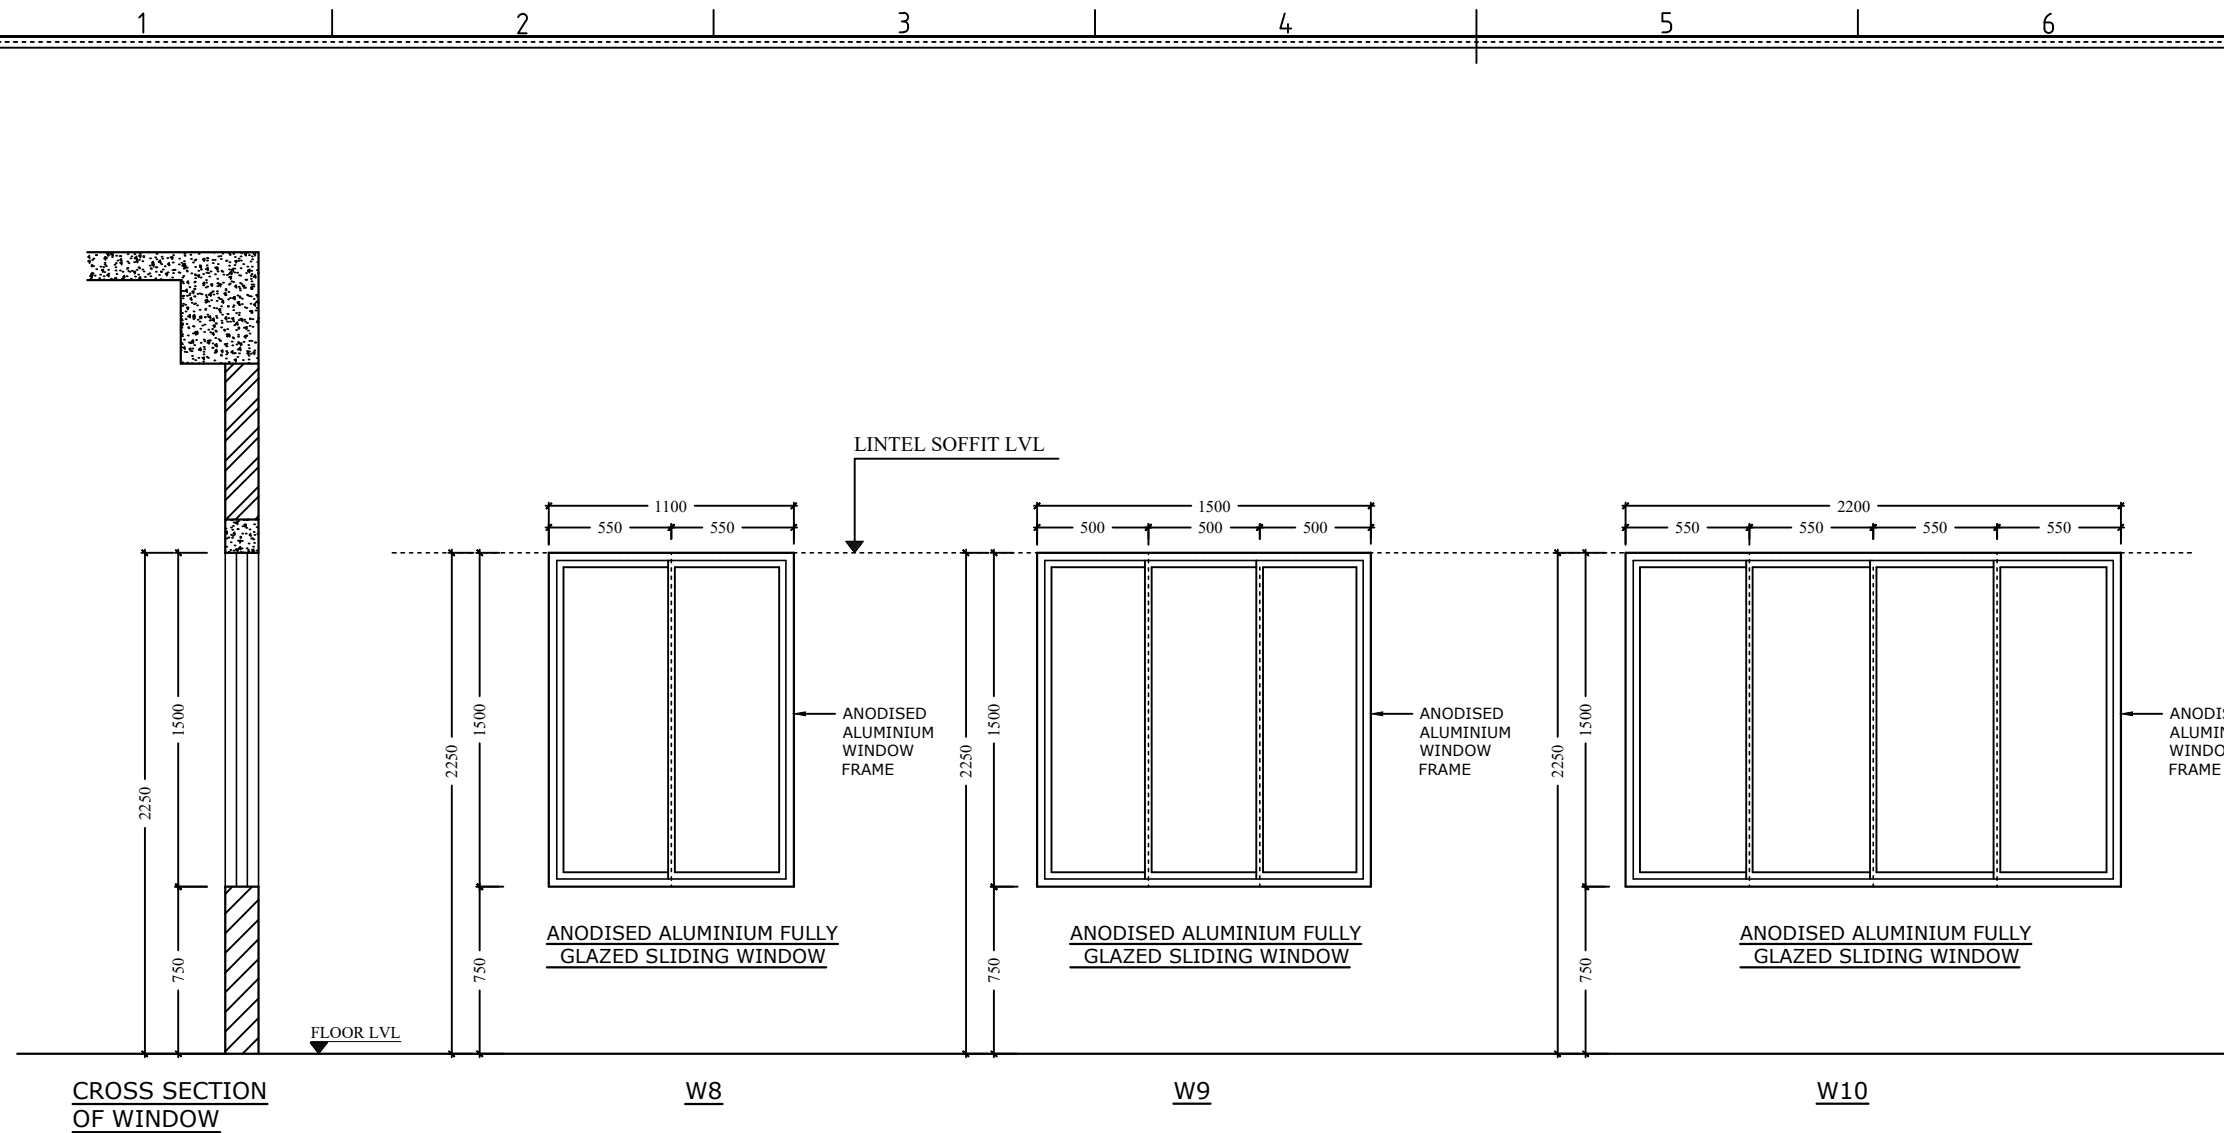 1 2 3 4 5 6
LINTEL SOFFIT LVL
1100
550 550
1500
500 500 500
2200
550 550 550 550
2250
1500
750
2250
1500
750
2250
1500
750
2250
1500
750
ANODISED
ALUMINIUM
WINDOW
FRAME
ANODISED
ALUMINIUM
WINDOW
FRAME
ANODIS
ALUMIN
WINDO
FRAME
ANODISED ALUMINIUM FULLY
GLAZED SLIDING WINDOW
ANODISED ALUMINIUM FULLY
GLAZED SLIDING WINDOW
ANODISED ALUMINIUM FULLY
GLAZED SLIDING WINDOW
FLOOR LVL
CROSS SECTION
OF WINDOW
W8
W9
W10